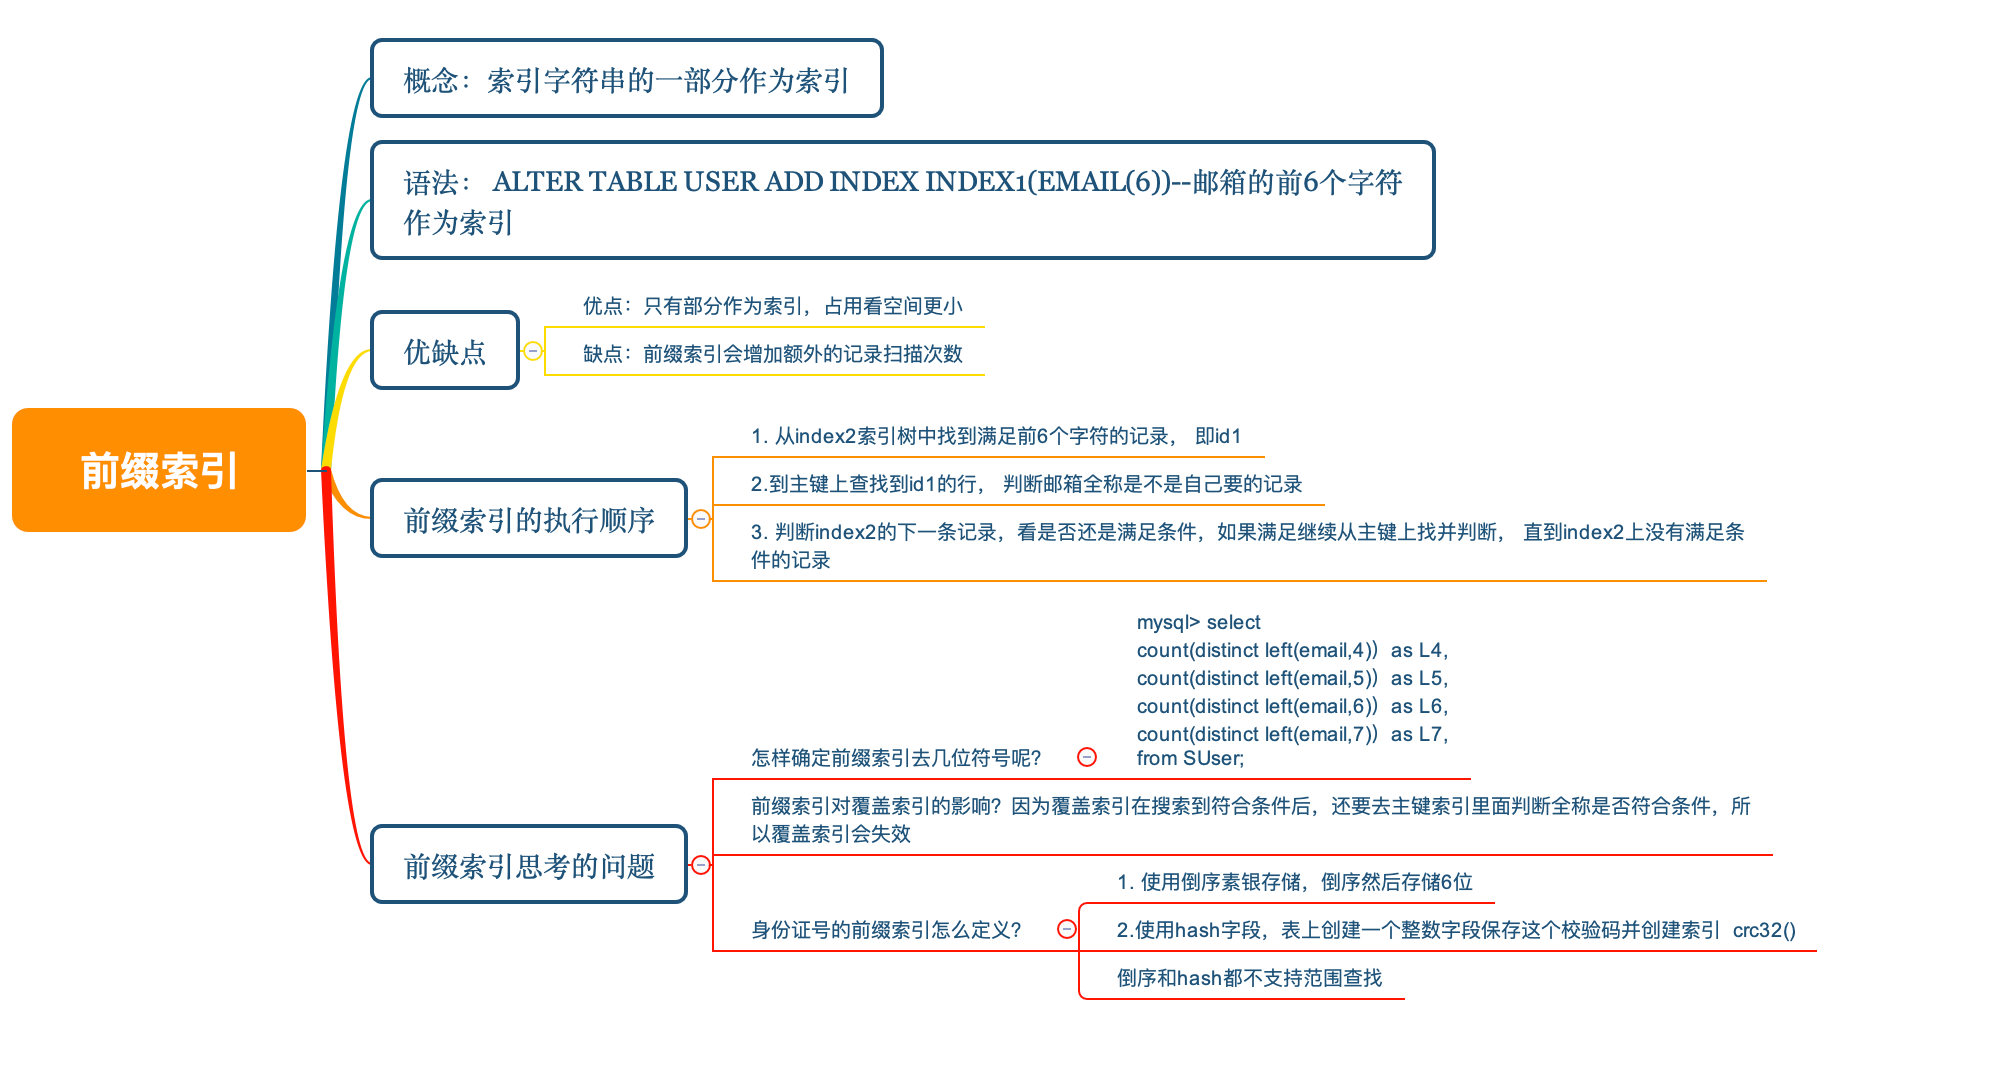 前缀索引
概念：索引字符串的一部分作为索引
语法： ALTER TABLE USER ADD INDEX INDEX1(EMAIL(6))--邮箱的前6个字符
作为索引
优缺点
优点：只有部分作为索引，占用看空间更小
缺点：前缀索引会增加额外的记录扫描次数
前缀索引的执行顺序
1. 从index2索引树中找到满足前6个字符的记录， 即id1
2.到主键上查找到id1的行， 判断邮箱全称是不是自己要的记录
3. 判断index2的下一条记录，看是否还是满足条件，如果满足继续从主键上找并判断， 直到index2上没有满足条
件的记录
前缀索引思考的问题
怎样确定前缀索引去几位符号呢？
mysql> select
count(distinct left(email,4)）as L4,
count(distinct left(email,5)）as L5,
count(distinct left(email,6)）as L6,
count(distinct left(email,7)）as L7,
from SUser;
前缀索引对覆盖索引的影响？因为覆盖索引在搜索到符合条件后，还要去主键索引里面判断全称是否符合条件，所
以覆盖索引会失效
身份证号的前缀索引怎么定义？
1. 使用倒序素银存储，倒序然后存储6位
2.使用hash字段，表上创建一个整数字段保存这个校验码并创建索引 crc32()
倒序和hash都不支持范围查找